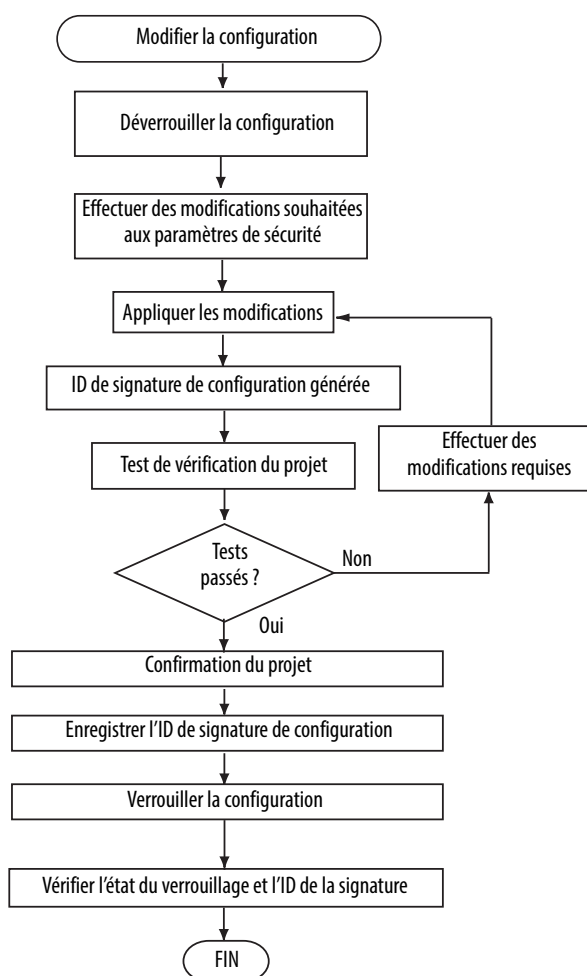 Modifier la configuration
Déverrouiller la configuration
Effectuer des modifications souhaitées
aux paramètres de sécurité
Appliquer les modifications
ID de signature de configuration générée
Effectuer des
modifications requises
Test de vérification du projet
Tests
passés ?
Non
Oui
Confirmation du projet
Enregistrer l'ID de signature de configuration
Verrouiller la configuration
Vérifier l'état du verrouillage et l'ID de la signature
FIN